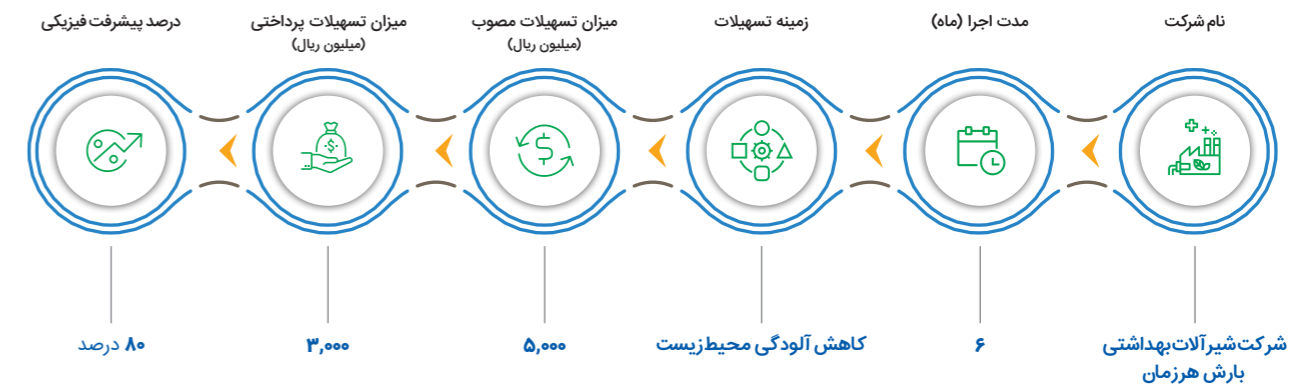 نام شرکت
مدت اجرا (ماه)
زمینه تسهیلات
میزان تسهیلات مصوب
(میلیون ریال)
میزان تسهیلات پرداختی
(میلیون ریال)
درصد پیشرفت فیزیکی
شرکت شیرآلات بهداشتی
بارش هرزمان
۶
کاهش آلودگی محیط زیست
۵,۰۰۰
۳,۰۰۰
۸۰ درصد